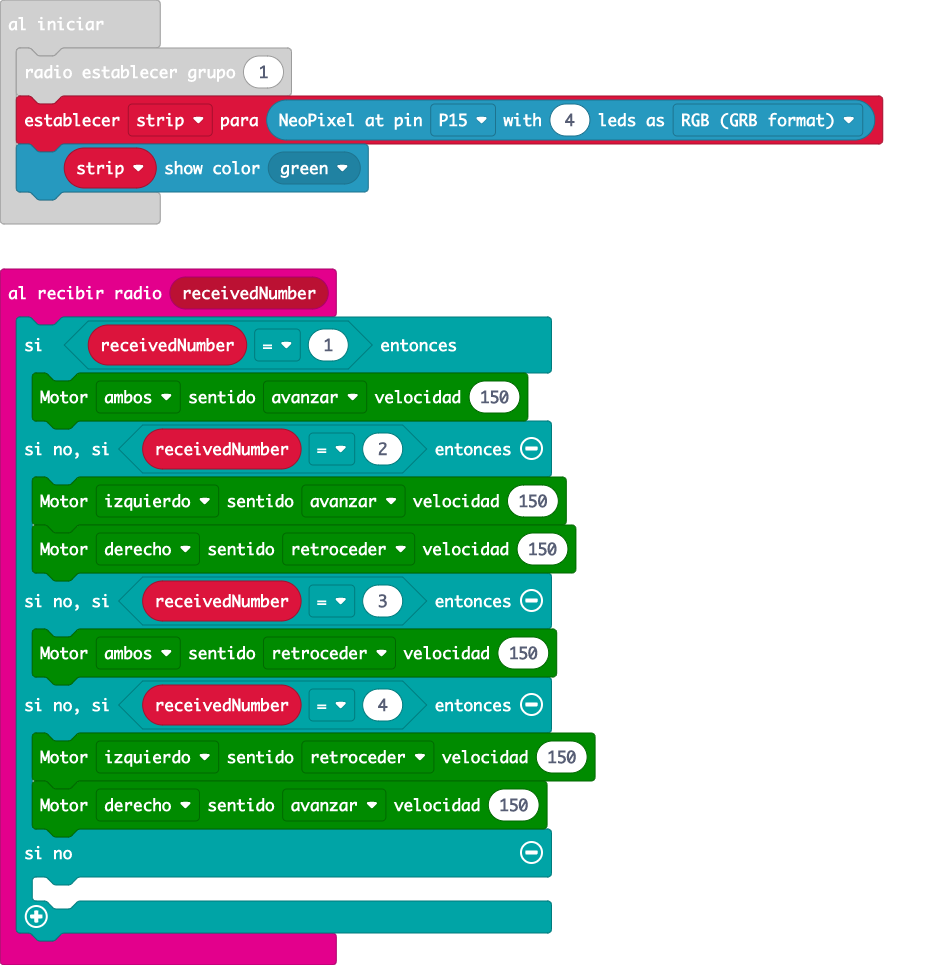 al iniciar
radio establecer grupo 1
establecer strip para NeoPixel at pin P15 with 4 leds as RGB (GRB format)
strip show color green
al recibir radio receivedNumber
si receivedNumber = 1 entonces
Motor ambos sentido avanzar velocidad 150
si no, si receivedNumber = 2 entonces
Motor izquierdo sentido avanzar velocidad 150
Motor derecho sentido retroceder velocidad 150
si no, si receivedNumber = 3 entonces
Motor ambos sentido retroceder velocidad 150
si no, si receivedNumber = 4 entonces
Motor izquierdo sentido retroceder velocidad 150
Motor derecho sentido avanzar velocidad 150
si no